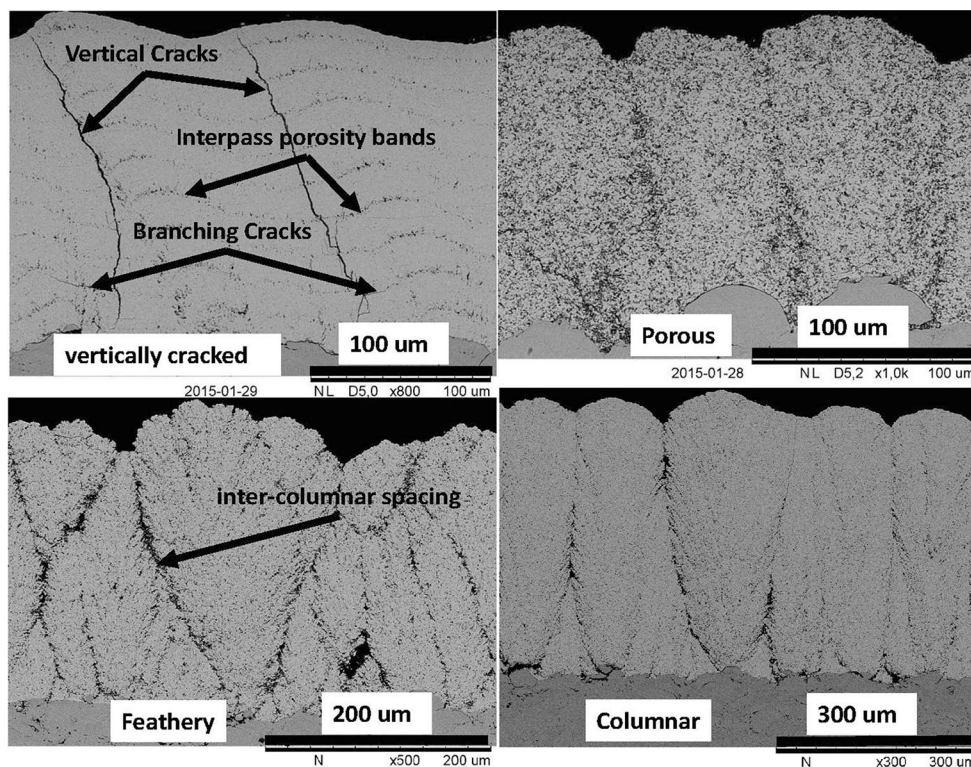 Vertical Cracks
Interpass porosity bands
Branching Cracks
vertically cracked
100 um
2015-01-29 NL D5,0 x800 100 um
Porous
100 um
2015-01-28 NL D5,2 x1,0k 100 um
inter-columnar spacing
Feathery
200 um
N x500 200 um
Columnar
300 um
N x300 300 um